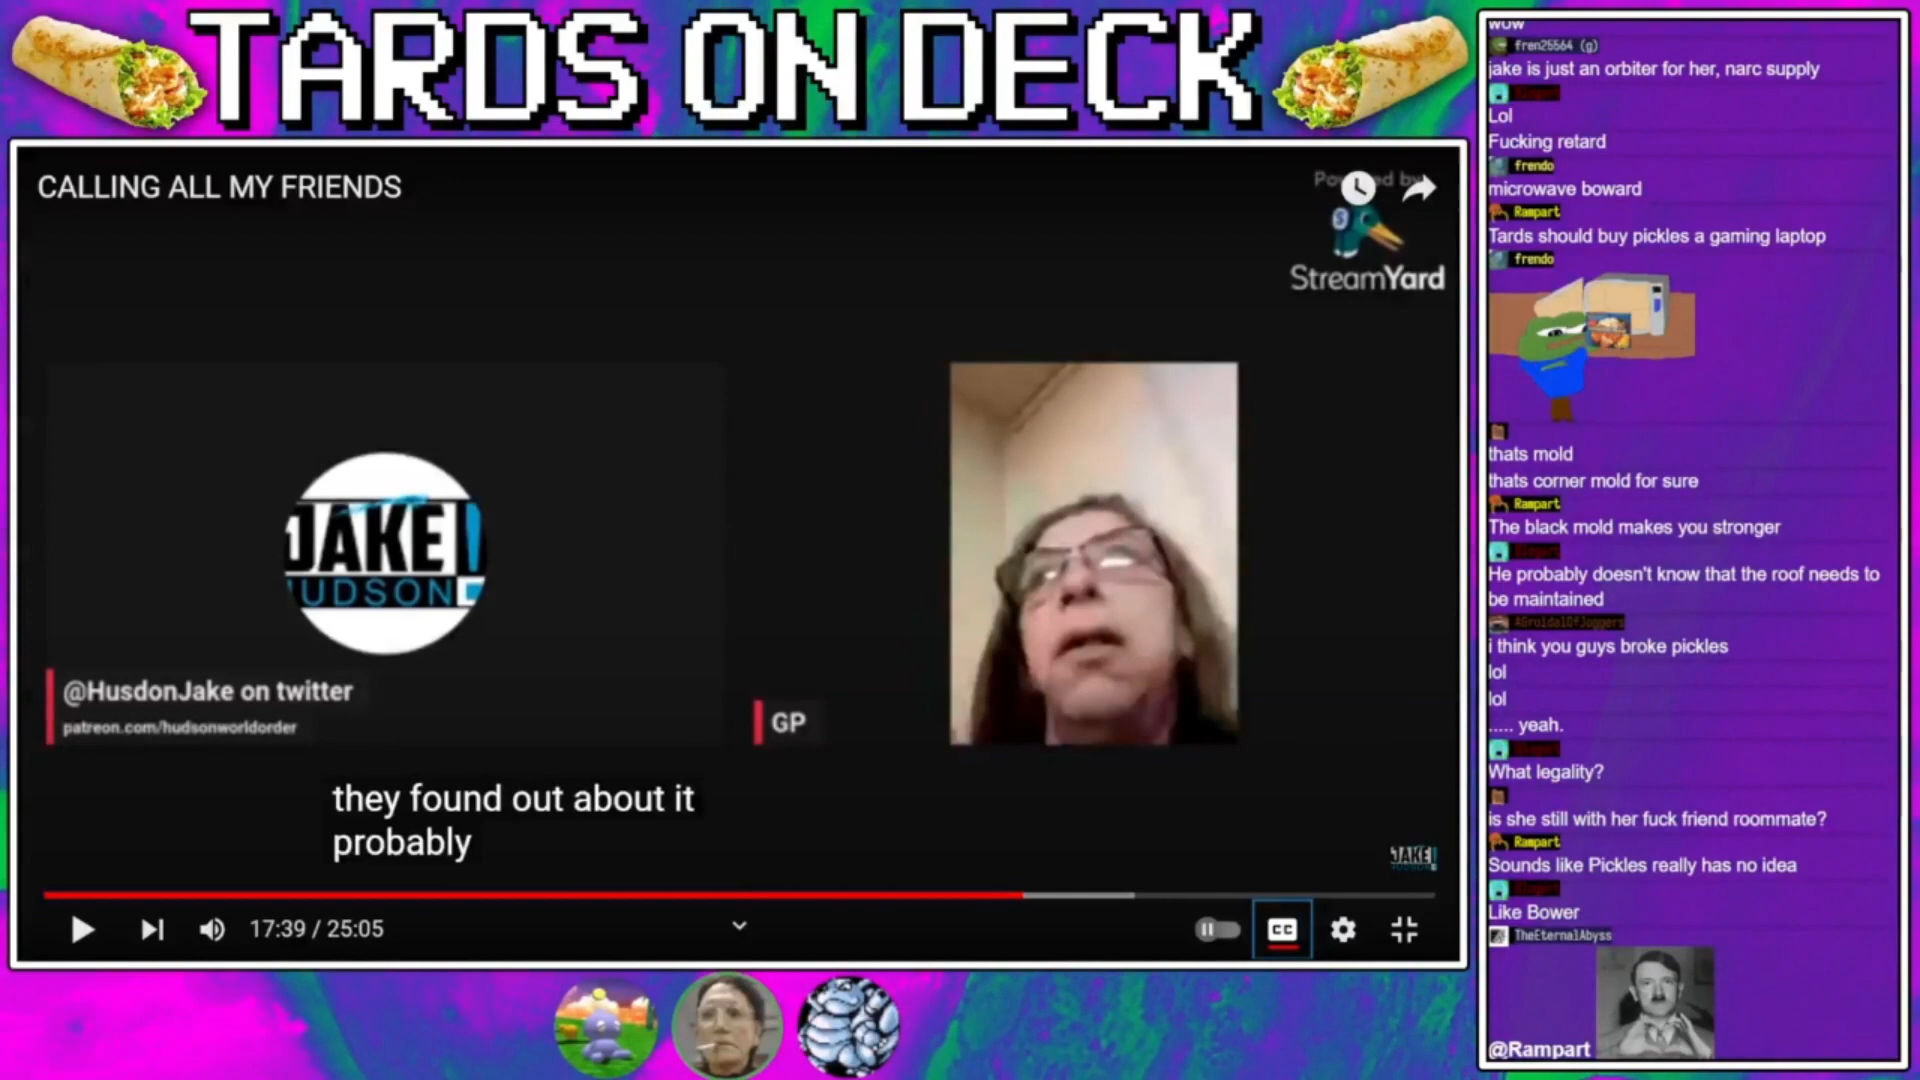 TARDS ON DECK
CALLING ALL MY FRIENDS
StreamYard
JAKE!
HUDSON
@HusdonJake on twitter
patreon.com/hudsonworldorder
GP
they found out about it
probably
JAKE!
HUDSON
17:39 / 25:05
CC
wow
fren25564 (g)
jake is just an orbiter for her, narc supply
Lol
Fucking retard
frendo
microwave boward
Rampart
Tards should buy pickles a gaming laptop
frendo
thats mold
thats corner mold for sure
Rampart
The black mold makes you stronger
He probably doesn't know that the roof needs to
be maintained
AGroidalOfJoggers
i think you guys broke pickles
lol
lol
..... yeah.
What legality?
is she still with her fuck friend roommate?
Rampart
Sounds like Pickles really has no idea
Like Bower
TheEternalAbyss
@Rampart